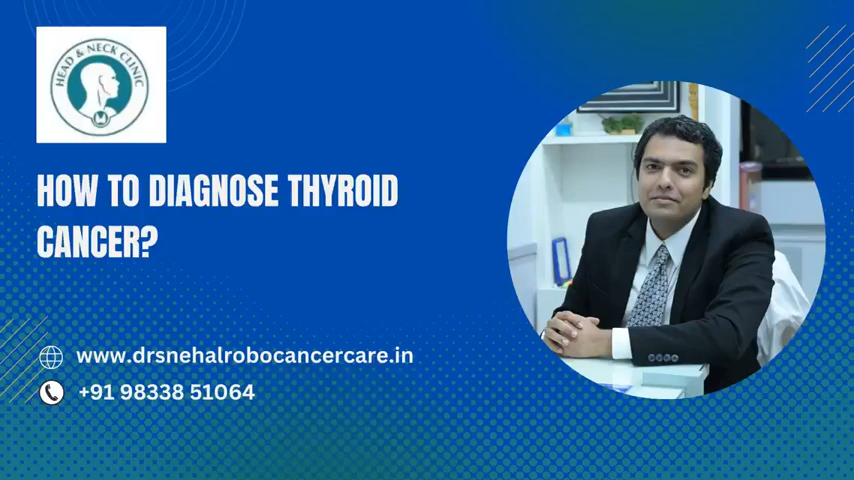 HEAD & NECK CLINIC
HOW TO DIAGNOSE THYROID
CANCER?
www.drsnehalrobocancercare.in
+91 98338 51064